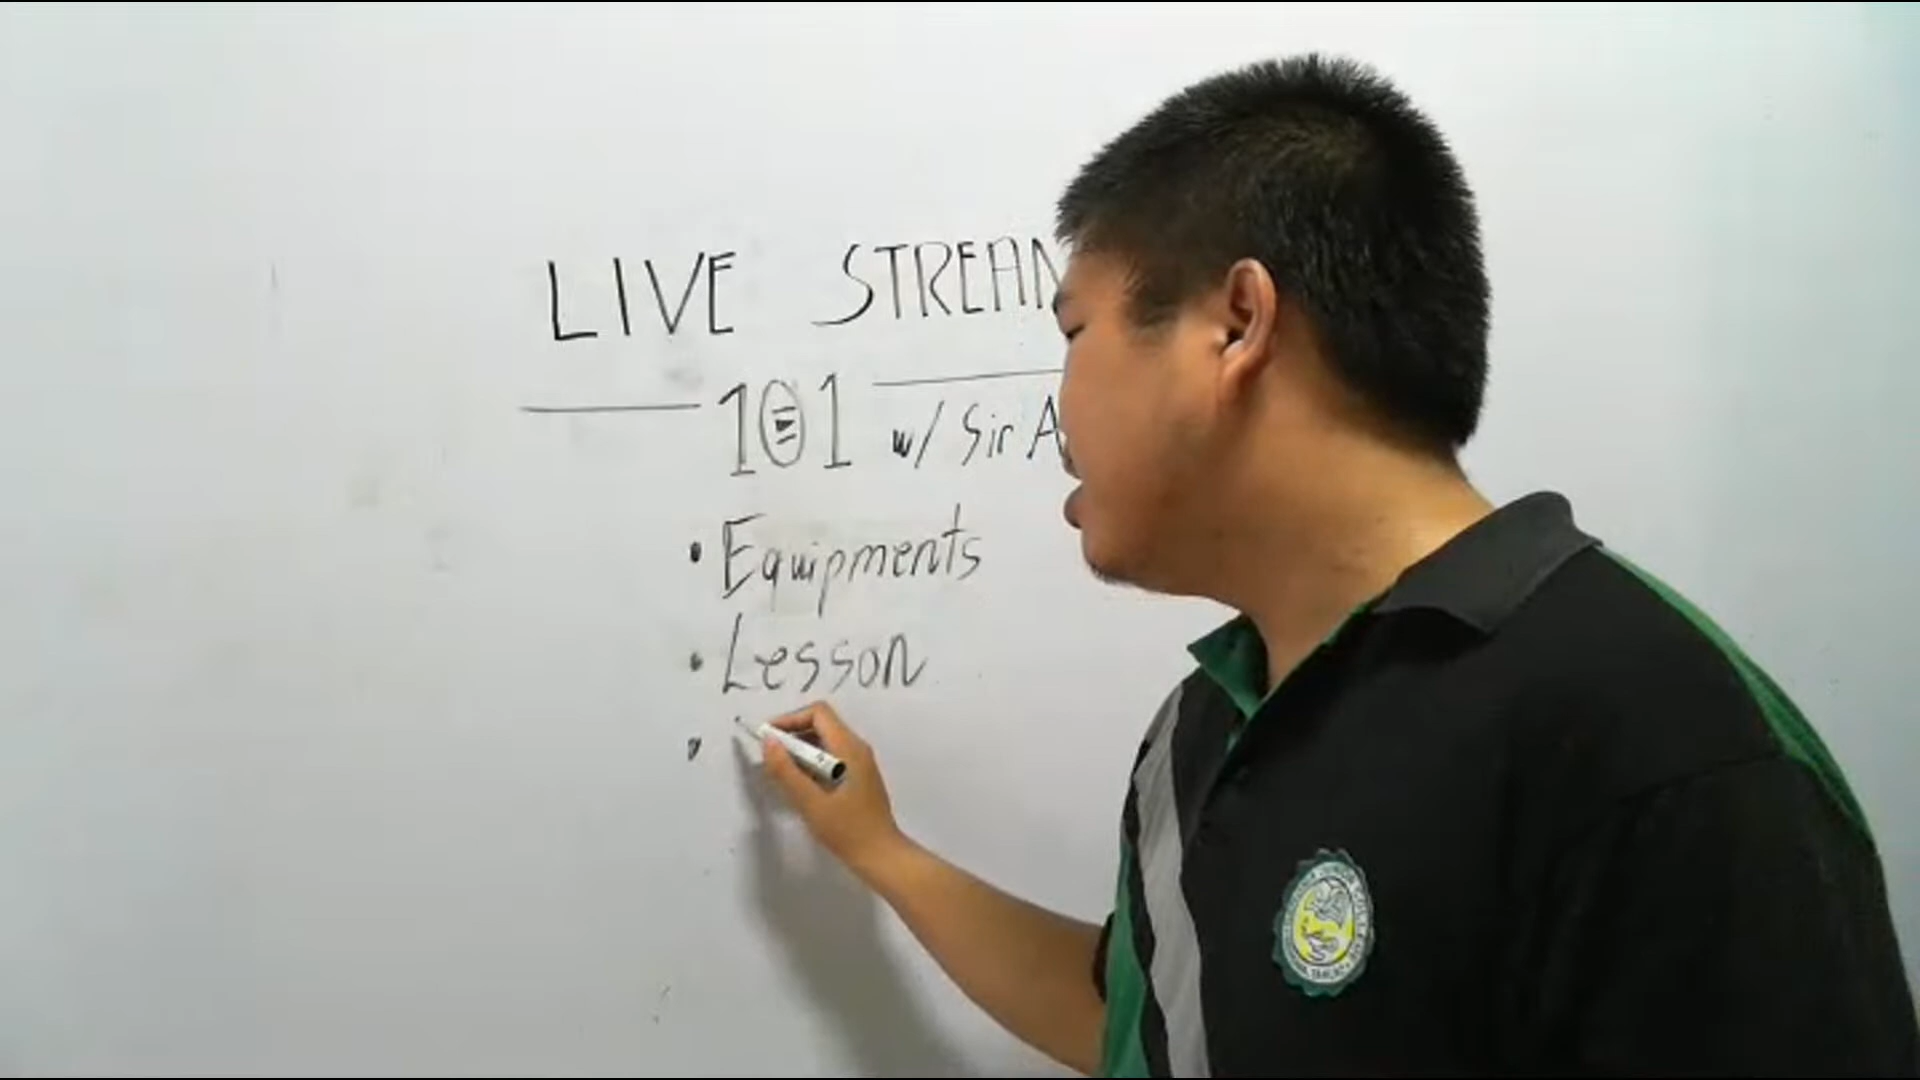 LIVE STREAM
101 w/ Sir A
• Equipments
• Lesson
•